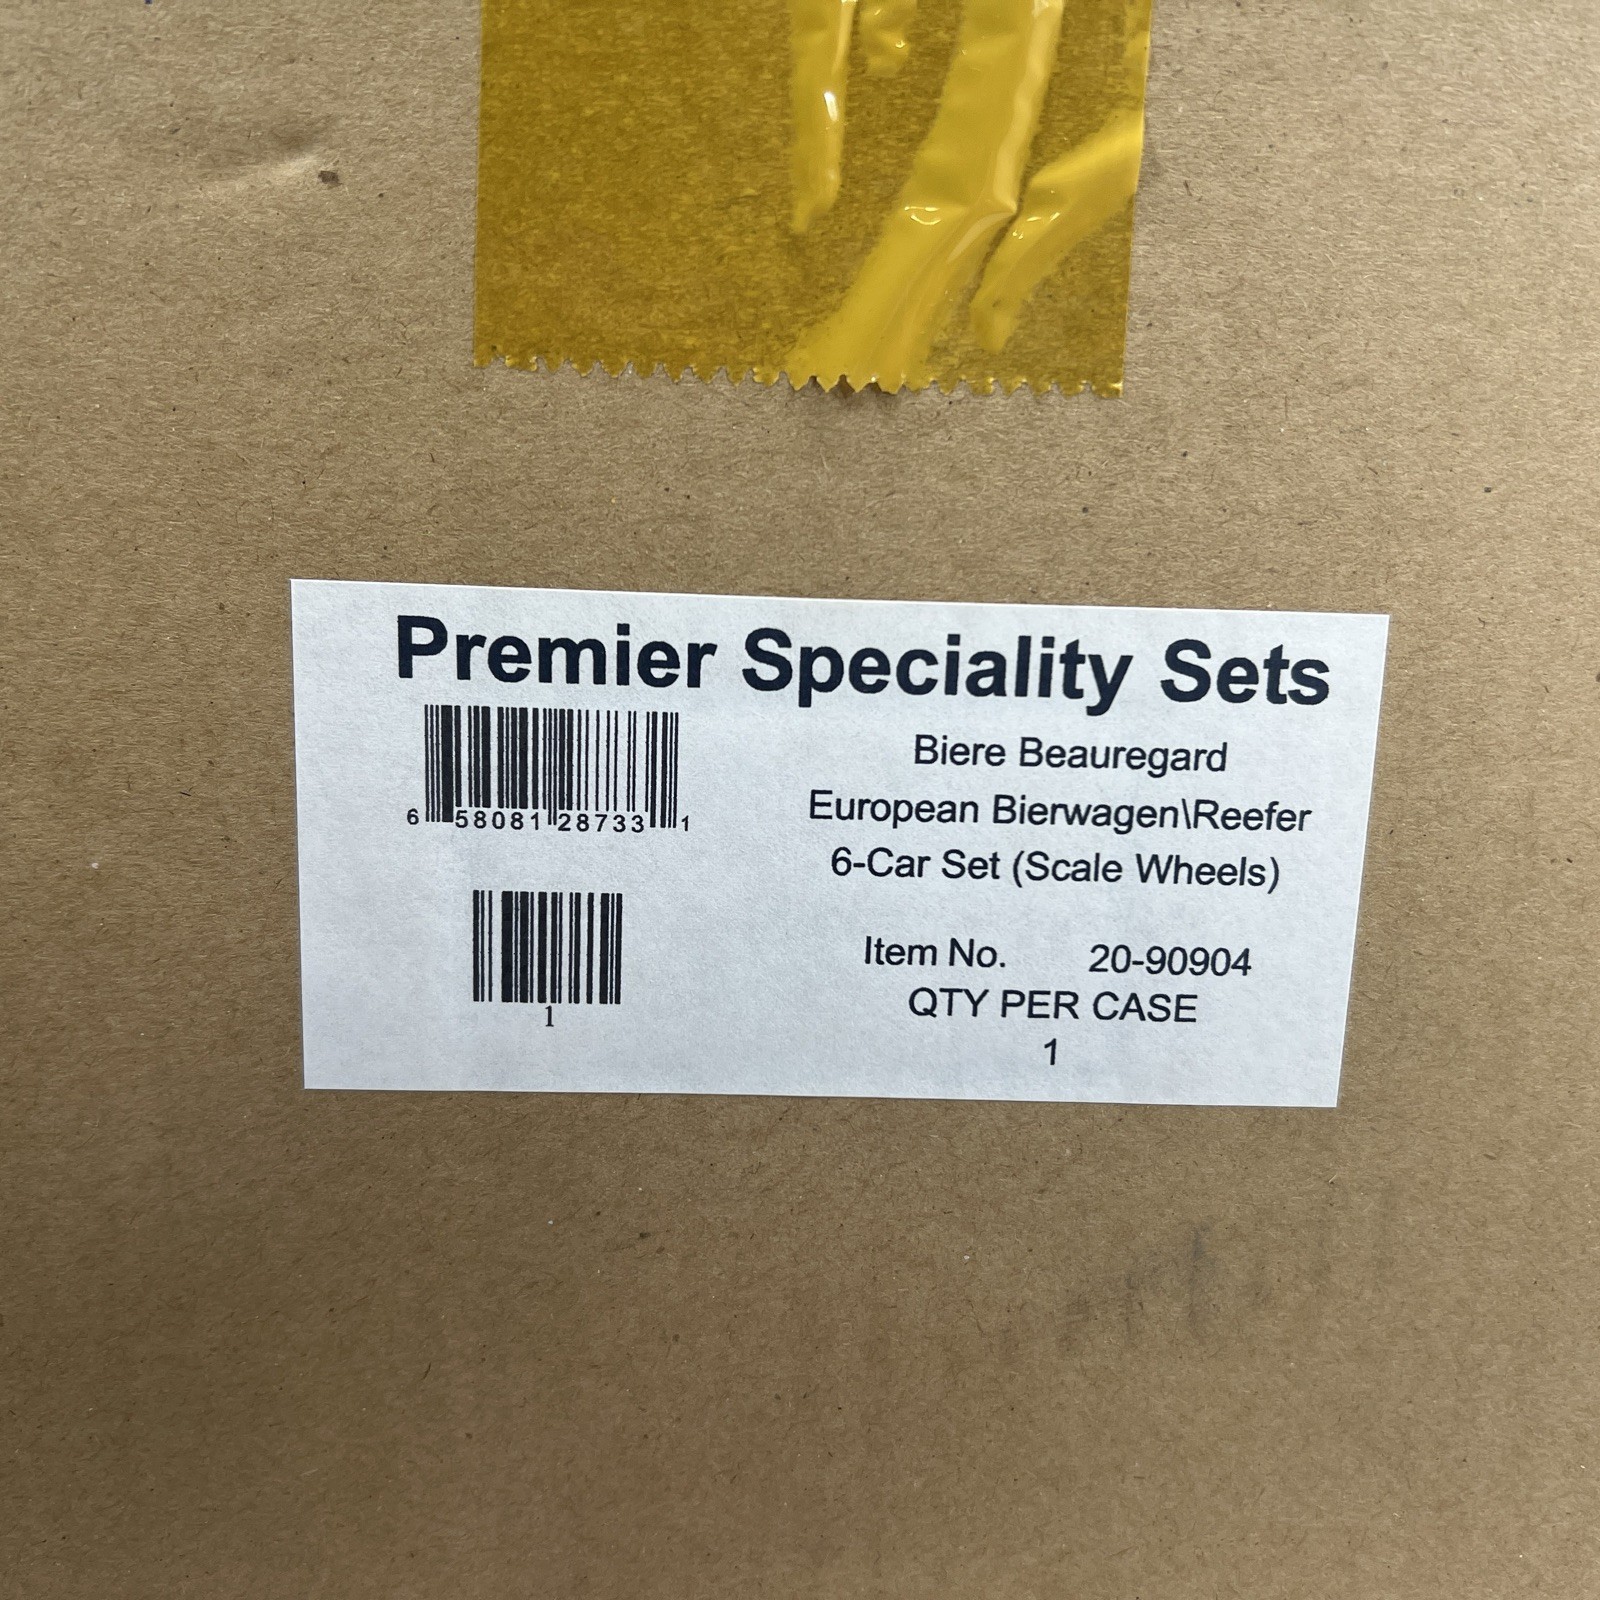 Premier Speciality Sets
6 58081 28733 1
Biere Beauregard
European Bierwagen\Reefer
6-Car Set (Scale Wheels)
1
Item No. 20-90904
QTY PER CASE
1